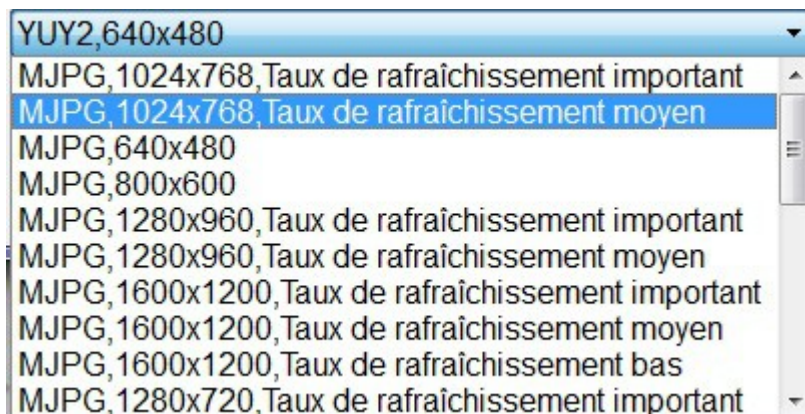 YUY2,640x480
MJPG,1024x768,Taux de rafraîchissement important
MJPG,1024x768,Taux de rafraîchissement moyen
MJPG,640x480
MJPG,800x600
MJPG,1280x960,Taux de rafraîchissement important
MJPG,1280x960,Taux de rafraîchissement moyen
MJPG,1600x1200,Taux de rafraîchissement important
MJPG,1600x1200,Taux de rafraîchissement moyen
MJPG,1600x1200,Taux de rafraîchissement bas
MJPG,1280x720,Taux de rafraîchissement important